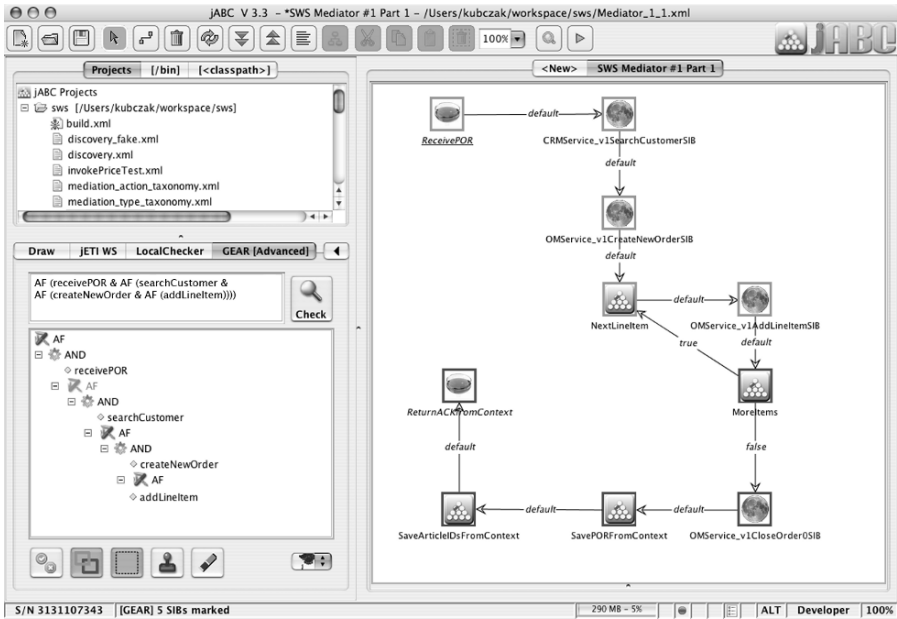 jABC V 3.3 - *SWS Mediator #1 Part 1 - /Users/kubczak/workspace/sws/Mediator_1_1.xml
100%
jABC
Projects [/bin] [<classpath>]
jABC Projects
sws [/Users/kubczak/workspace/sws]
build.xml
discovery_fake.xml
discovery.xml
invokePriceTest.xml
mediation_action_taxonomy.xml
mediation_type_taxonomy.xml
Draw jETI WS LocalChecker GEAR [Advanced]
AF (receivePOR & AF (searchCustomer &
AF (createNewOrder & AF (addLineItem))))
Check
AF
AND
receivePOR
AF
AND
searchCustomer
AF
AND
createNewOrder
AF
addLineItem
<New> SWS Mediator #1 Part 1
default
ReceivePOR
CRMService_v1SearchCustomerSIB
default
OMService_v1CreateNewOrderSIB
default
default
NextLineItem
OMService_v1AddLineItemSIB
true
default
ReturnACKFromContext
MoreItems
default
false
default
default
SaveArticleIDsFromContext
SavePORFromContext
OMService_v1CloseOrder0SIB
S/N 3131107343 [GEAR] 5 SIBs marked
290 MB - 5%
ALT Developer 100%